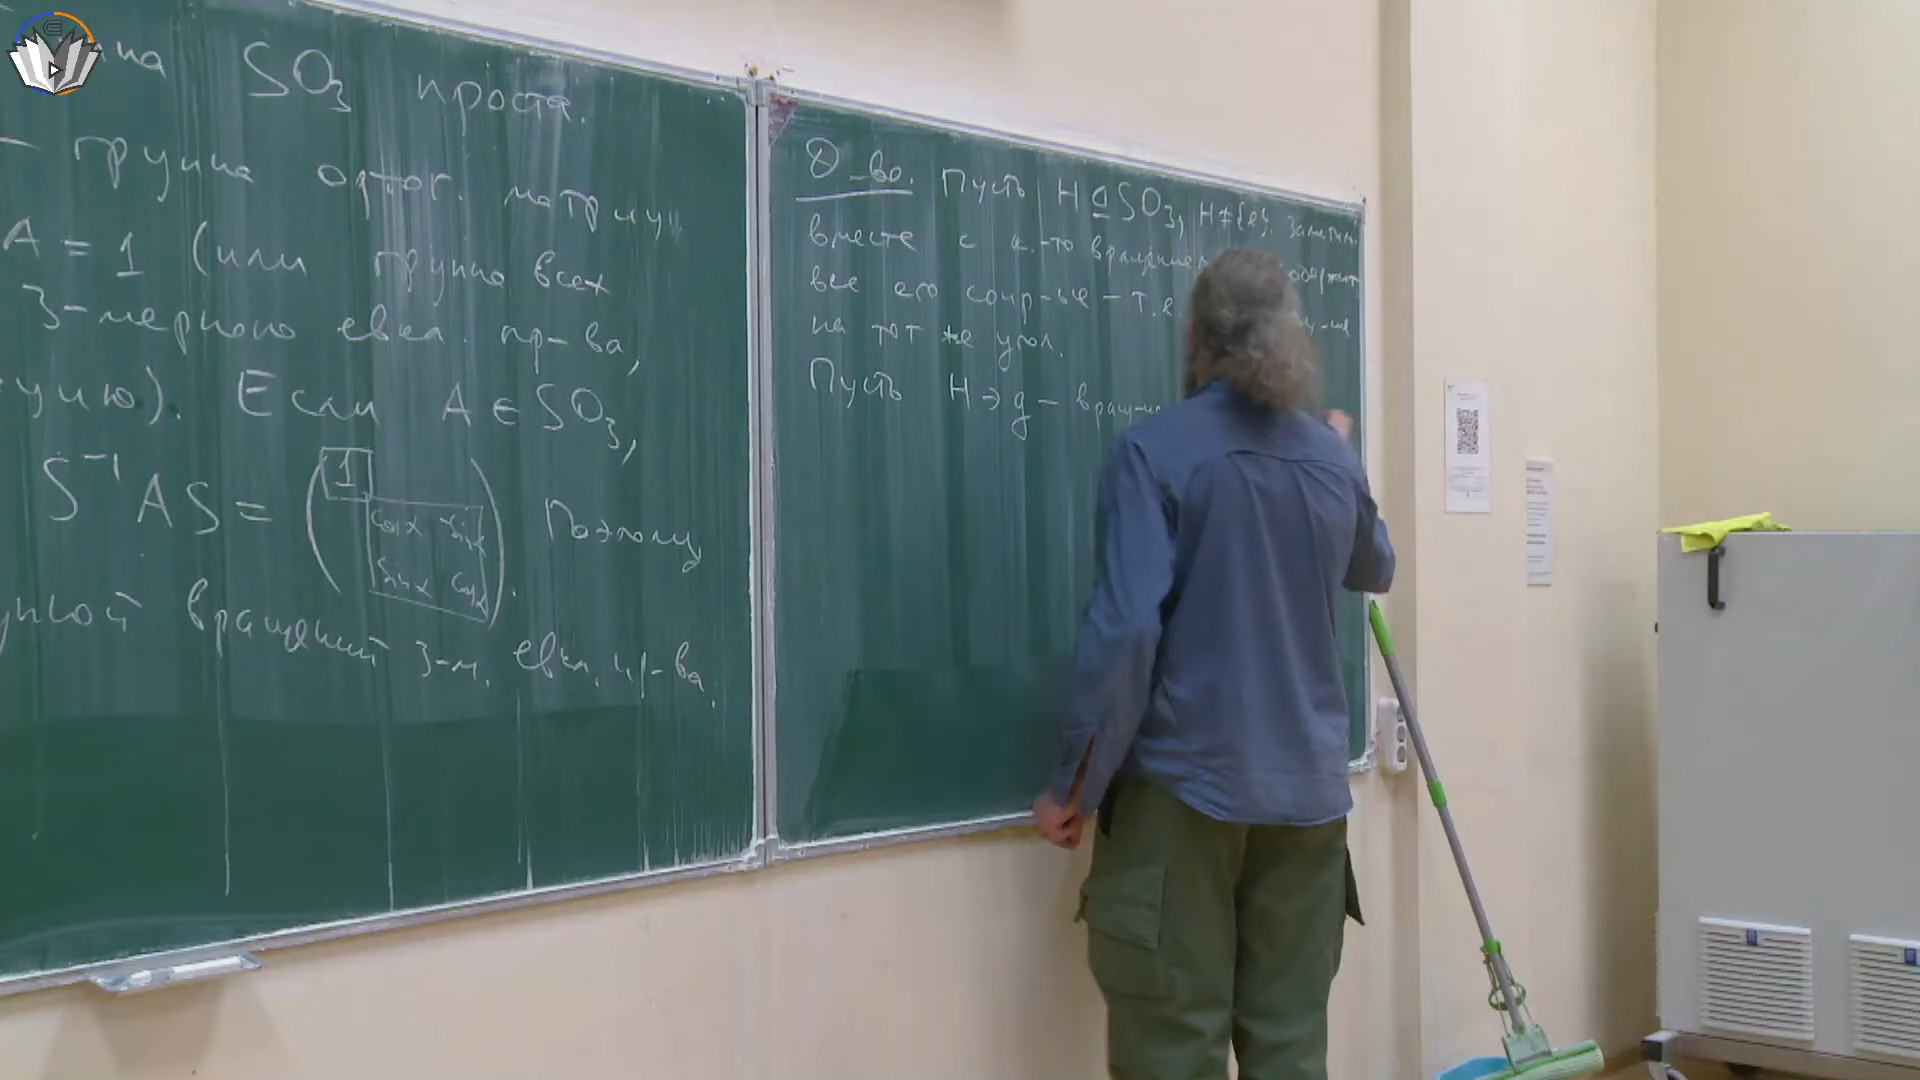 SO₃ проста.
– группа ортог. матриц
A = 1 (или группа всех
3-мерного евкл. пр-ва,
Если A ∈ SO₃,
S⁻¹AS = (1 cos α -sin α sin α cos α). Поэтому
вращений 3-м. евкл. пр-ва.
Д-во. Пусть H ⊴ SO₃, H ≠ {e}. Заметим:
вместе с к.-то
все его сопр-ые – т.е
на тот же угол.
Пусть H ∋ g – вращ-ие